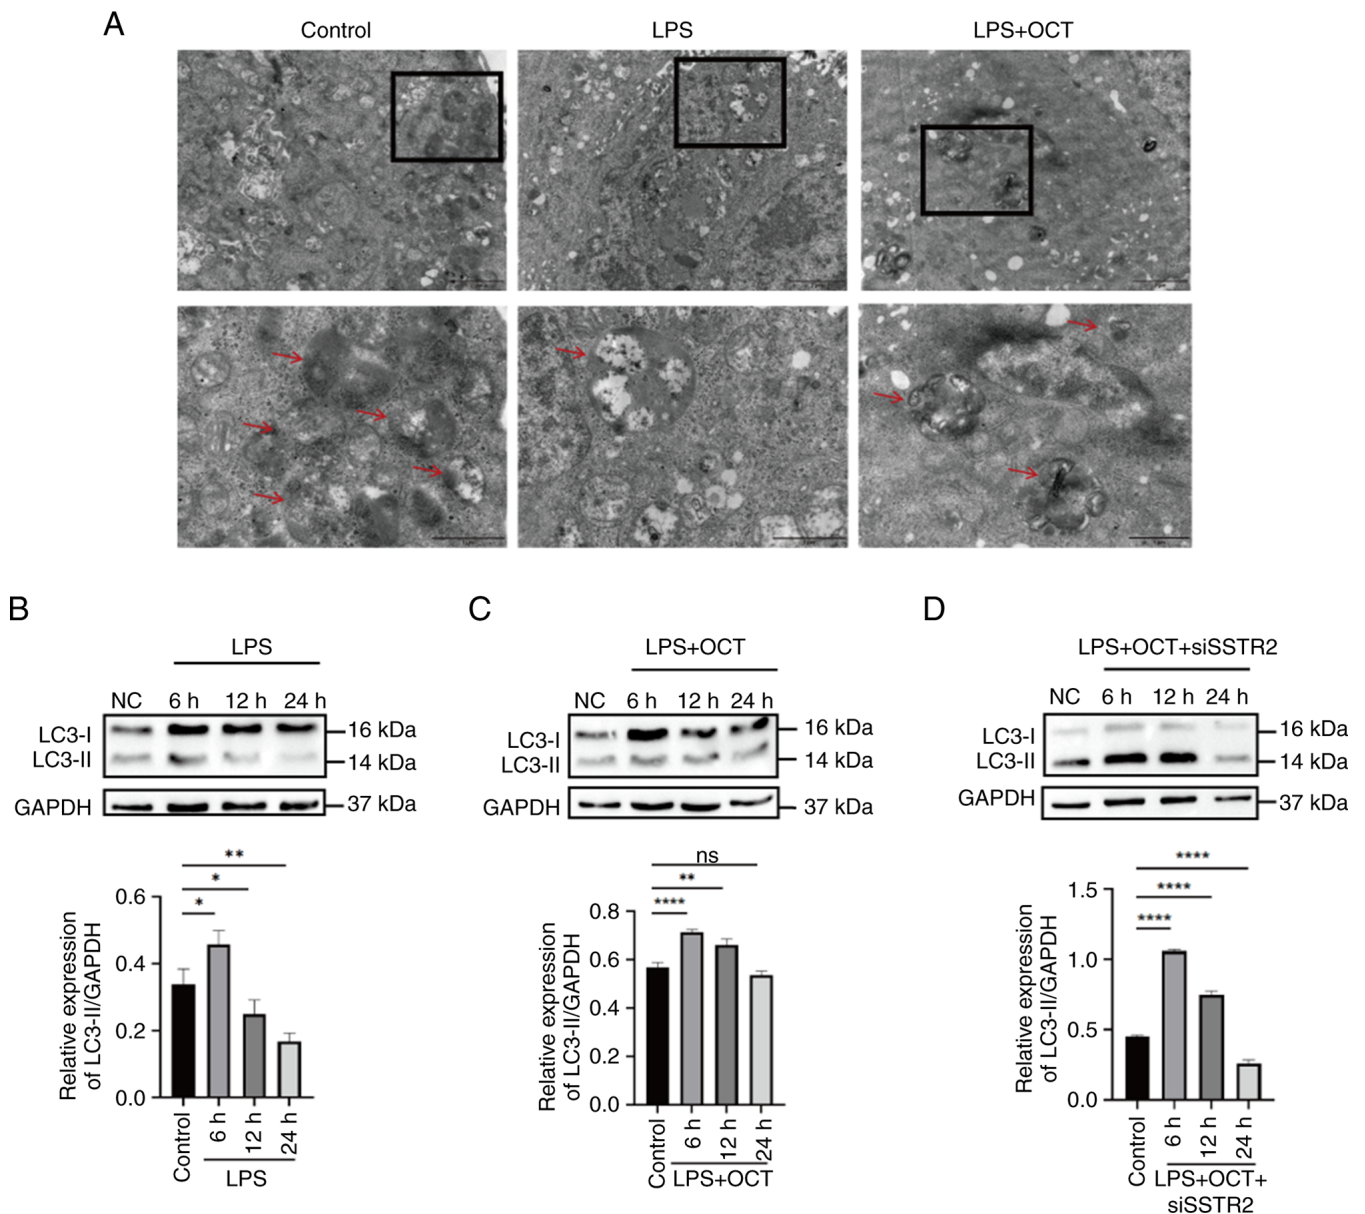 A
Control
LPS
LPS+OCT
B
C
D
LPS
NC 6 h 12 h 24 h
LC3-I
LC3-II
GAPDH
16 kDa
14 kDa
37 kDa
LPS+OCT
NC 6 h 12 h 24 h
LC3-I
LC3-II
GAPDH
16 kDa
14 kDa
37 kDa
LPS+OCT+siSSTR2
NC 6 h 12 h 24 h
LC3-I
LC3-II
GAPDH
16 kDa
14 kDa
37 kDa
**
*
*
Relative expression
of LC3-II/GAPDH
0.6
0.4
0.2
0.0
Control
6 h
12 h
24 h
LPS
ns
**
****
Relative expression
of LC3-II/GAPDH
0.8
0.6
0.4
0.2
0.0
Control
6 h
12 h
24 h
LPS+OCT
****
****
****
Relative expression
of LC3-II/GAPDH
1.5
1.0
0.5
0.0
Control
6 h
12 h
24 h
LPS+OCT+
siSSTR2